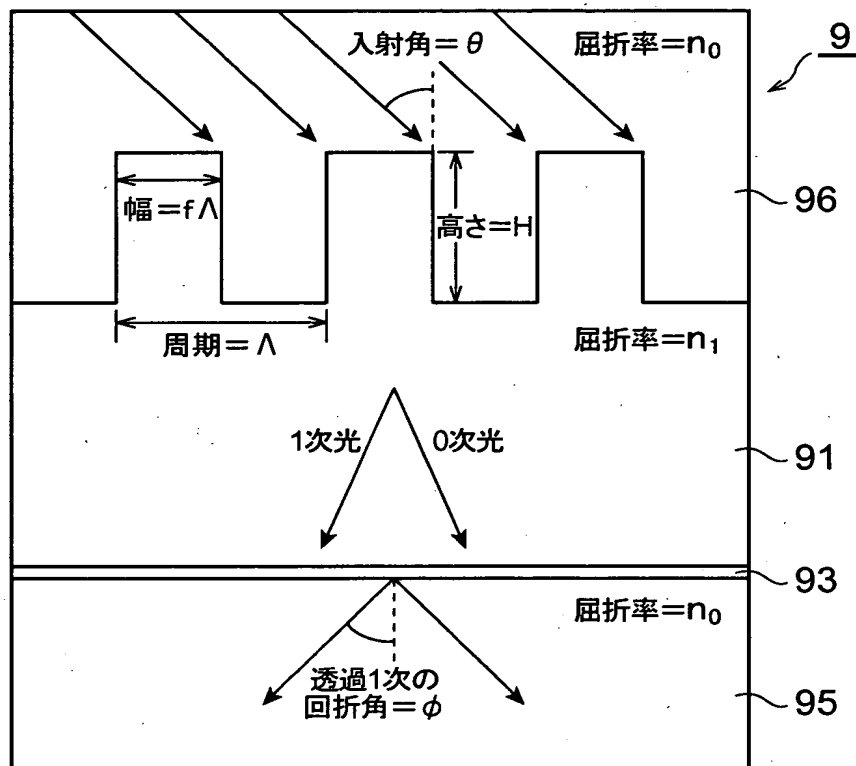 入射角=θ
屈折率=n₀
9
幅=fΛ
高さ=H
96
周期=Λ
屈折率=n₁
1次光
0次光
91
93
屈折率=n₀
透過1次の
回折角=φ
95